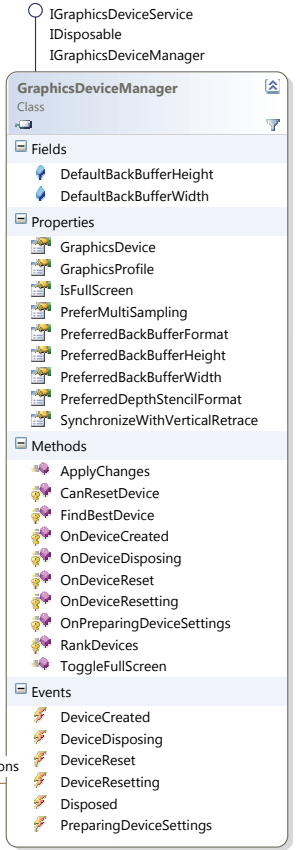 IGraphicsDeviceService
IDisposable
IGraphicsDeviceManager
GraphicsDeviceManager
Class
Fields
DefaultBackBufferHeight
DefaultBackBufferWidth
Properties
GraphicsDevice
GraphicsProfile
IsFullScreen
PreferMultiSampling
PreferredBackBufferFormat
PreferredBackBufferHeight
PreferredBackBufferWidth
PreferredDepthStencilFormat
SynchronizeWithVerticalRetrace
Methods
ApplyChanges
CanResetDevice
FindBestDevice
OnDeviceCreated
OnDeviceDisposing
OnDeviceReset
OnDeviceResetting
OnPreparingDeviceSettings
RankDevices
ToggleFullScreen
Events
DeviceCreated
DeviceDisposing
ons
DeviceReset
DeviceResetting
Disposed
PreparingDeviceSettings